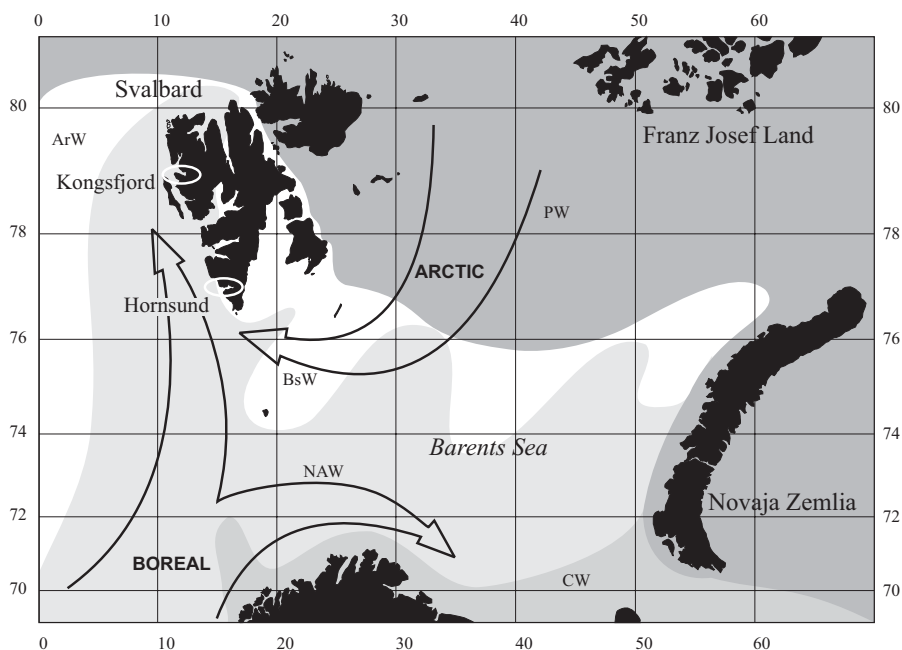 0 10 20 30 40 50 60
Svalbard
80 80
Franz Josef Land
ArW
Kongsfjord
PW
78 78
ARCTIC
Hornsund
76 76
BsW
74 74
Barents Sea
NAW
Novaja Zemlia
72 72
BOREAL
CW
70 70
0 10 20 30 40 50 60